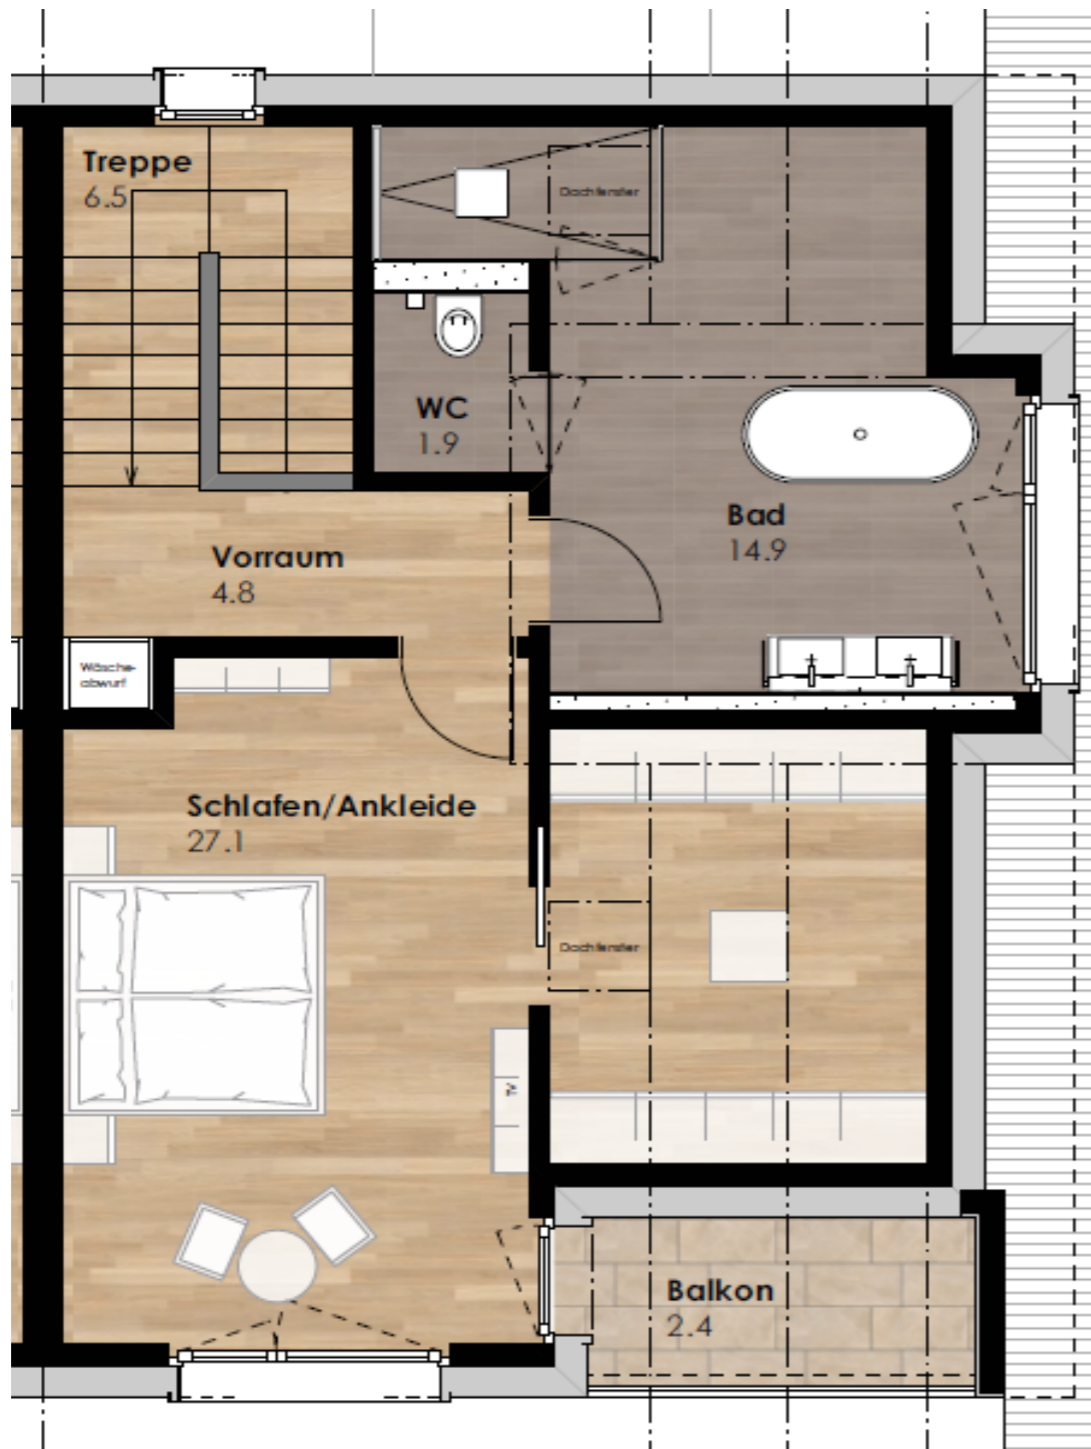 Treppe
6.5
Dachfenster
WC
1.9
Bad
14.9
Vorraum
4.8
Wäsche-
abwurf
Schlafen/Ankleide
27.1
Dachfenster
TV
Balkon
2.4